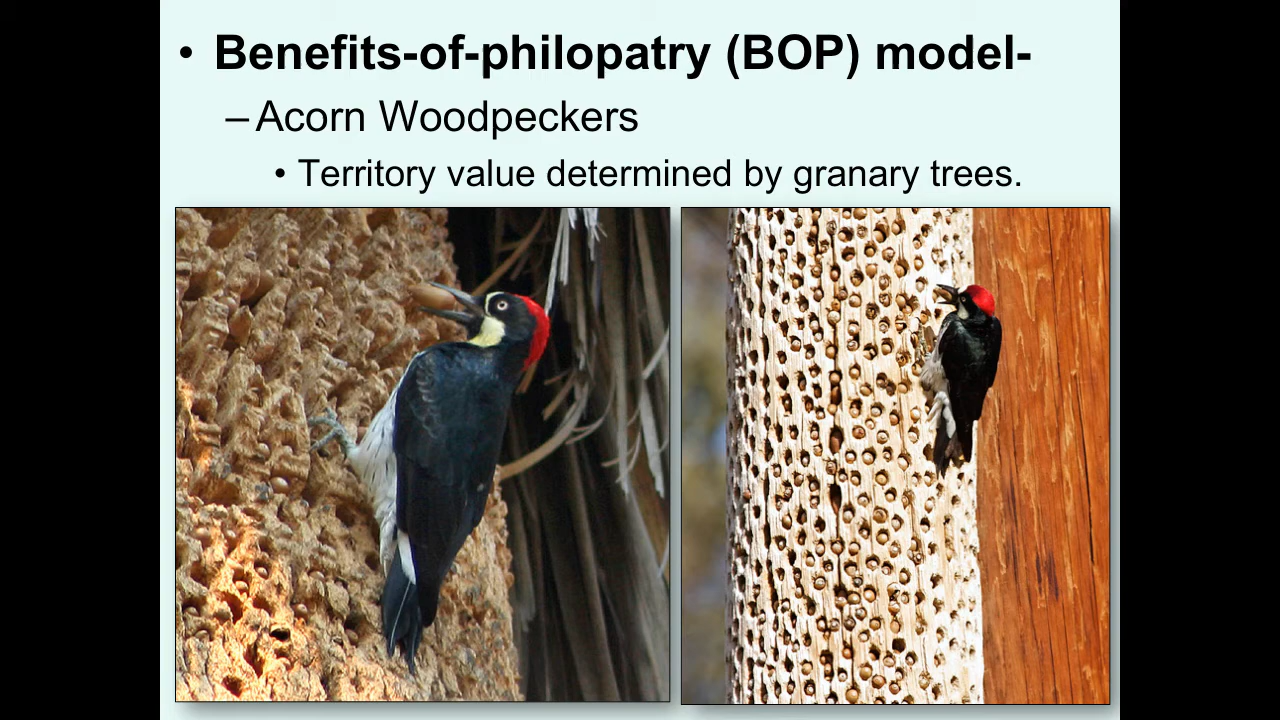 • Benefits-of-philopatry (BOP) model-
–Acorn Woodpeckers
• Territory value determined by granary trees.